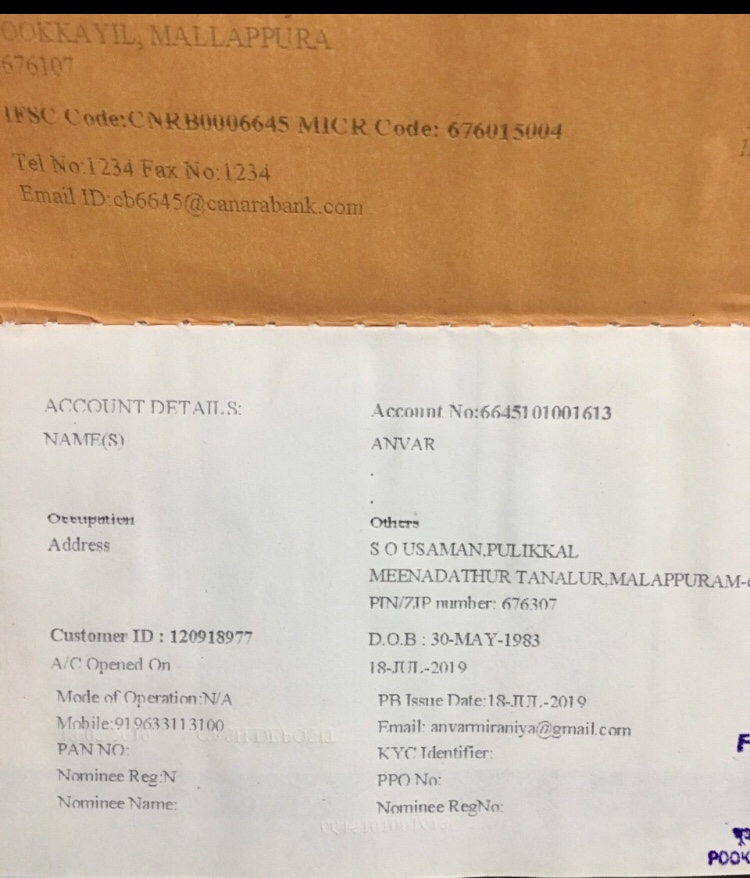 OOKKAYIL, MALLAPPURA
676107
IFSC Code:CNRB0006645 MICR Code: 676015004
Tel No:1234 Fax No:1234
Email ID:cb6645@canarabank.com
ACCOUNT DETAILS: Account No:6645101001613
NAME(S) ANVAR
.
.
Occupation Others
Address S O USAMAN,PULIKKAL
MEENADATHUR TANALUR,MALAPPURAM-6
PIN/ZIP number: 676307
Customer ID : 120918977 D.O.B : 30-MAY-1983
A/C Opened On 18-JUL-2019
Mode of Operation:N/A PB Issue Date:18-JUL-2019
Mobile:919633113100 Email: anvarmiraniya@gmail.com
PAN NO: KYC Identifier:
Nominee Reg:N PPO No:
Nominee Name: Nominee RegNo:
F
POOK